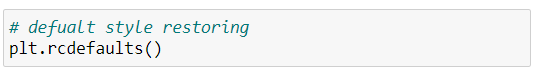 # defualt style restoring
plt.rcdefaults()